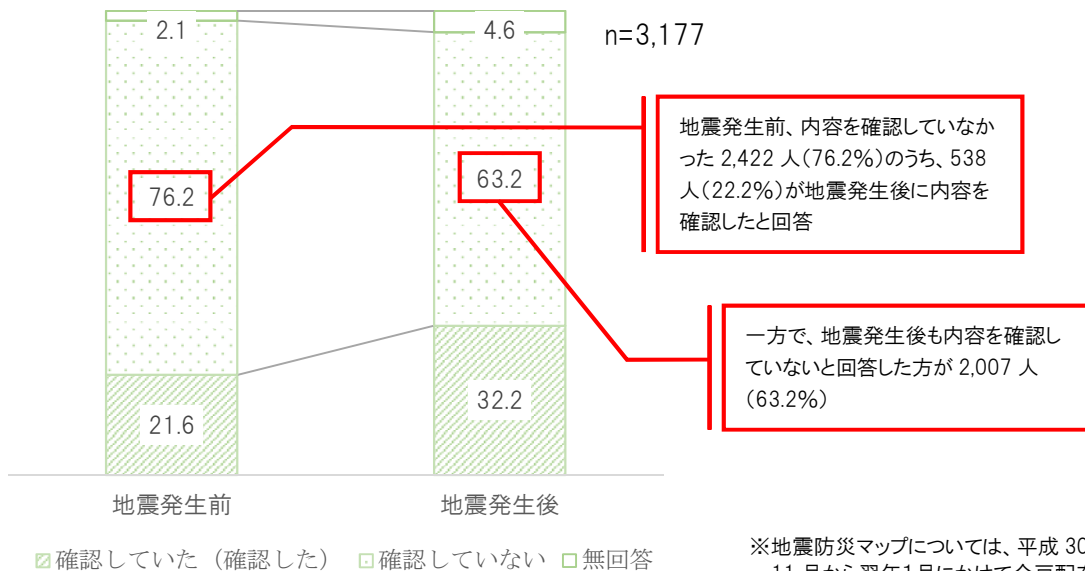 2.1
4.6
n=3,177
76.2
63.2
21.6
32.2
地震発生前、内容を確認していなか
った 2,422 人(76.2%)のうち、538
人(22.2%)が地震発生後に内容を
確認したと回答
一方で、地震発生後も内容を確認し
ていないと回答した方が 2,007 人
(63.2%)
地震発生前
地震発生後
確認していた（確認した） 確認していない 無回答
※地震防災マップについては、平成 30